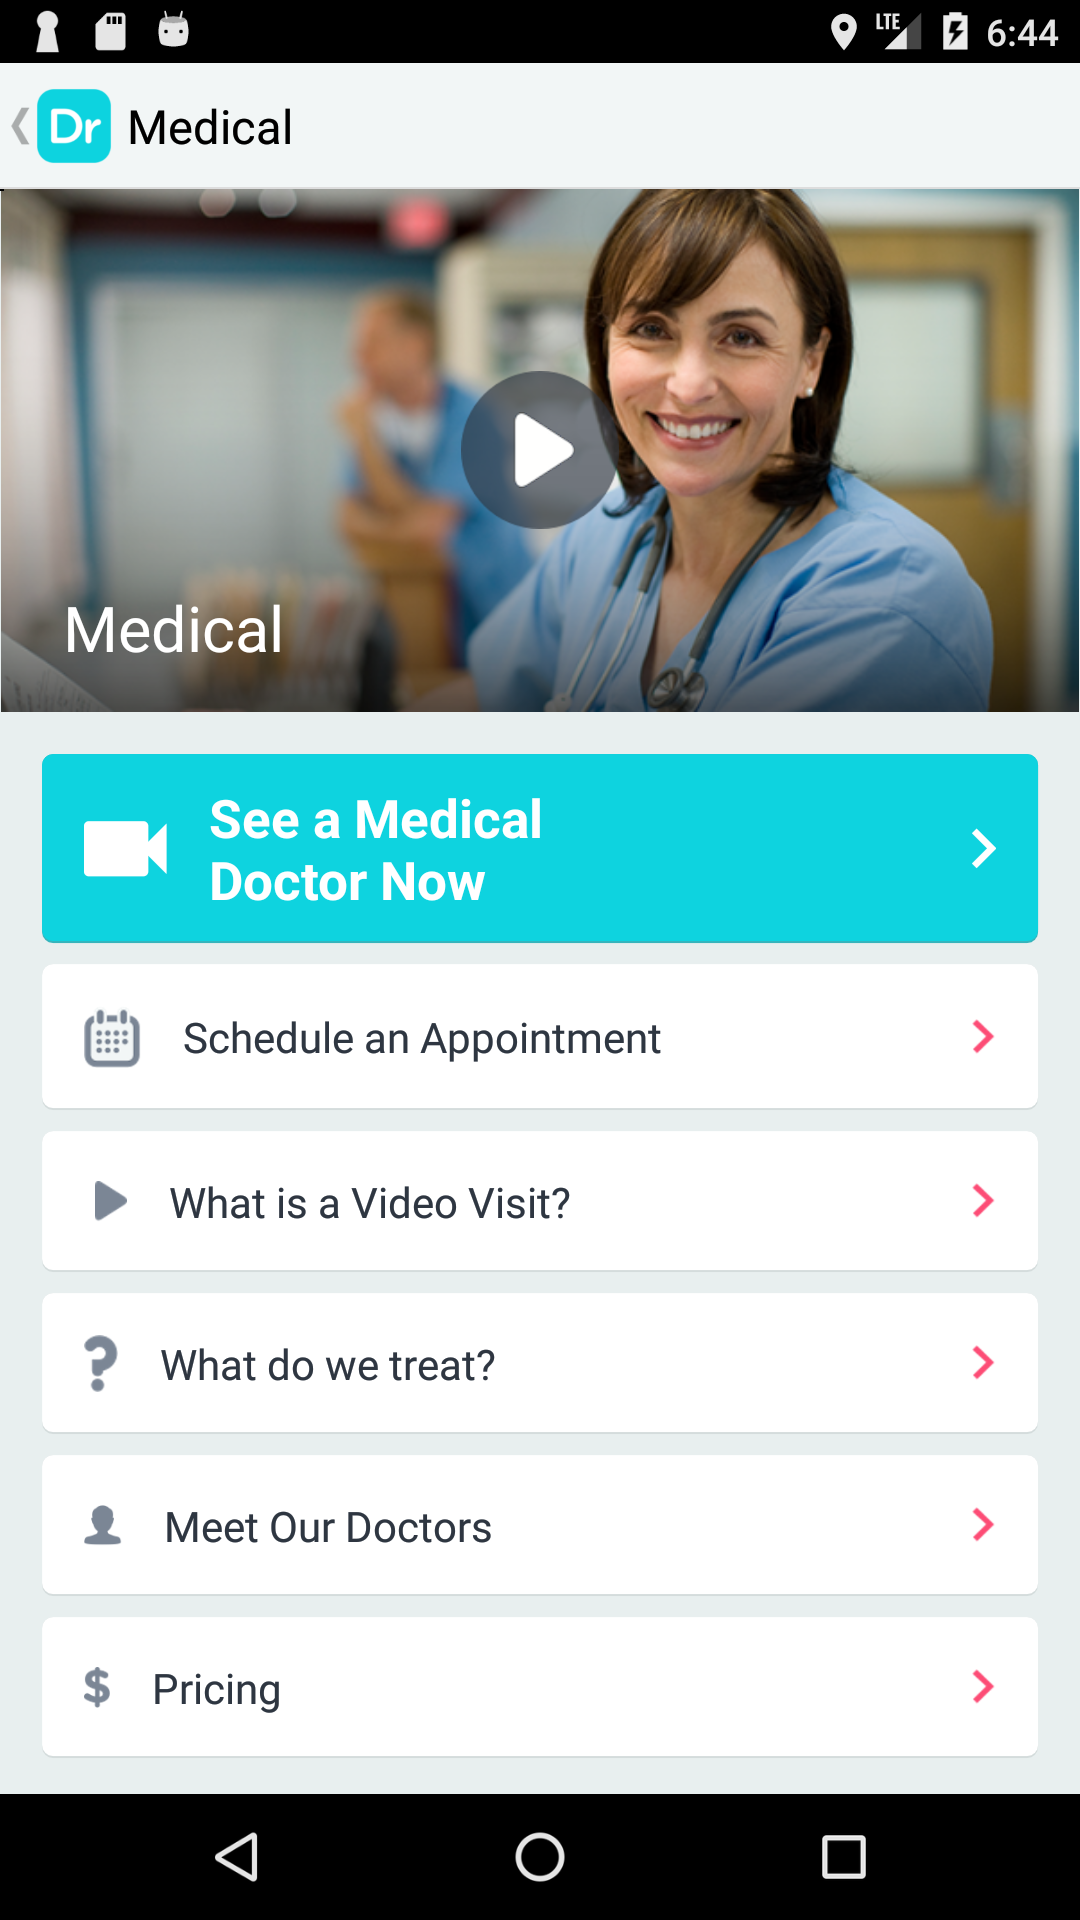 LTE 6:44
Dr Medical
Medical
See a Medical
Doctor Now
Schedule an Appointment
What is a Video Visit?
What do we treat?
Meet Our Doctors
$ Pricing